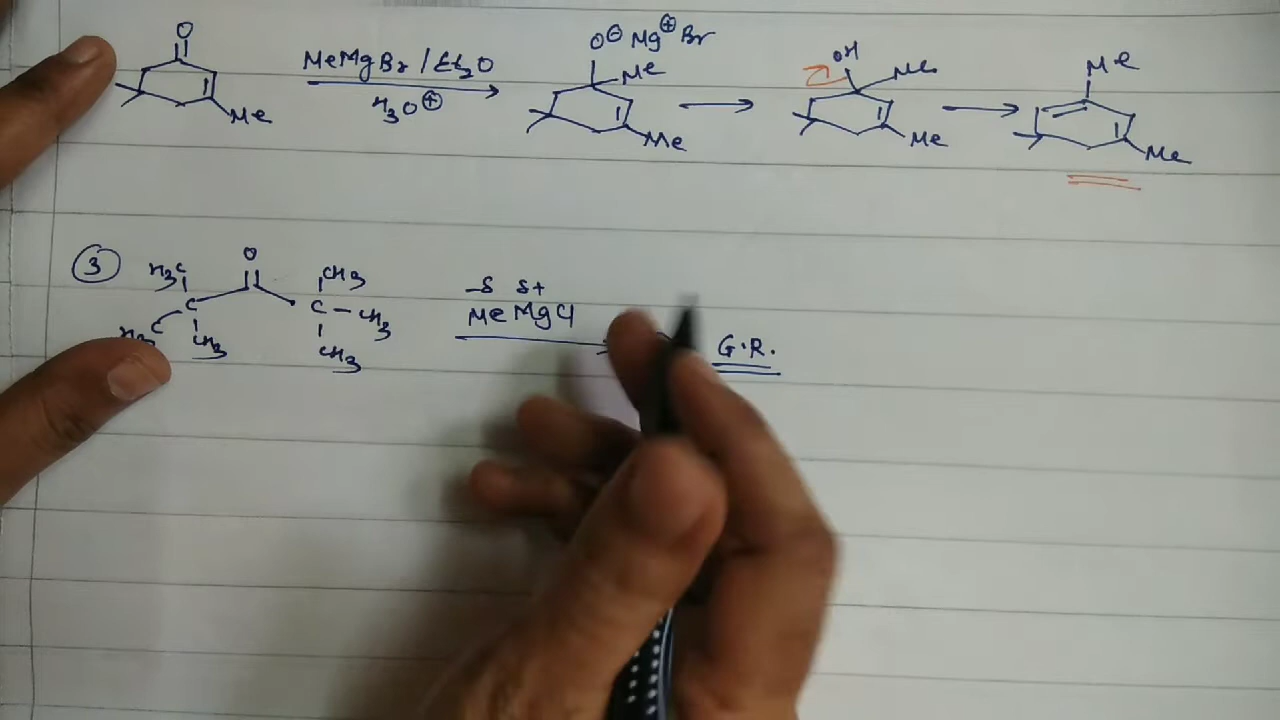 O
Me
MeMgBr / Et2O
H3O⊕
O⊖ Mg⊕Br
Me
Me
OH
Me
Me
Me
Me
③
H3C
C
H3C
CH3
O
CH3
C – CH3
CH3
-δ δ+
MeMgCl
G.R.